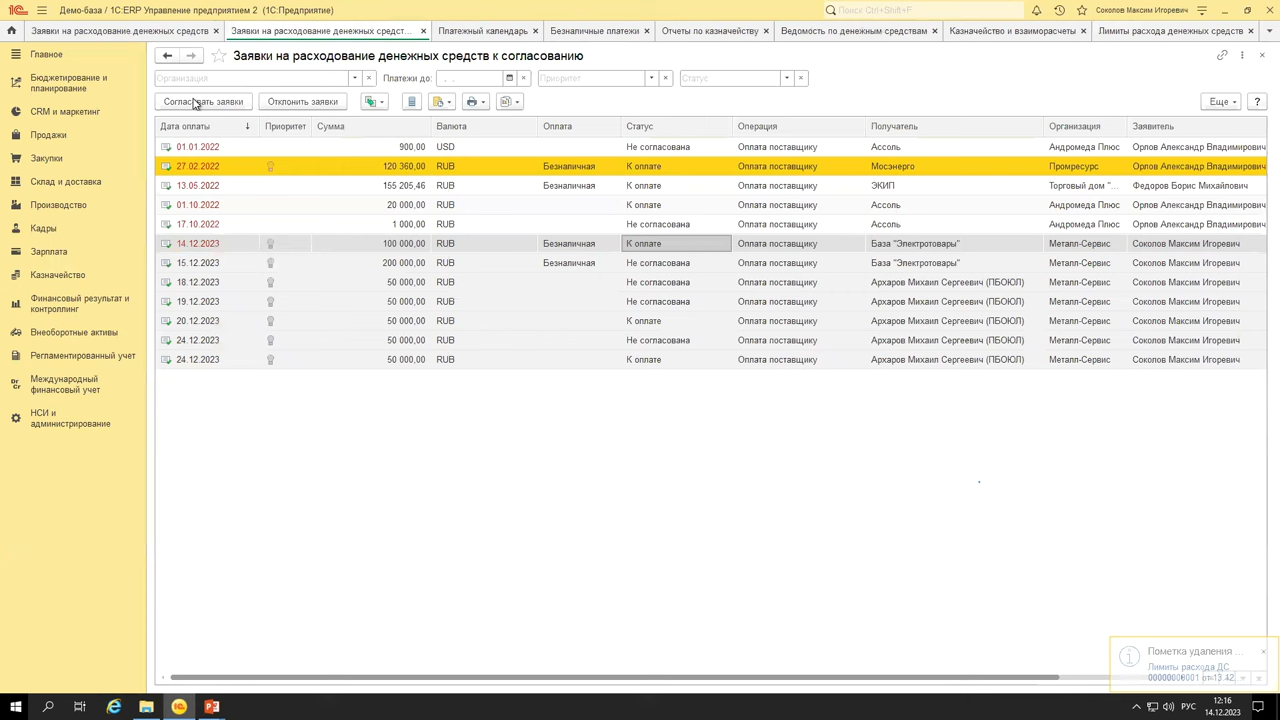 Демо-база / 1С:ERP Управление предприятием 2 (1С:Предприятие)
Поиск Ctrl+Shift+F
Соколов Максим Игоревич
Заявки на расходование денежных средств ×
Заявки на расходование денежных средст... ×
Платежный календарь ×
Безналичные платежи ×
Отчеты по казначейству ×
Ведомость по денежным средствам ×
Казначейство и взаиморасчеты ×
Лимиты расхода денежных средств ×
Главное
Бюджетирование и
планирование
CRM и маркетинг
Продажи
Закупки
Склад и доставка
Производство
Кадры
Зарплата
Казначейство
Финансовый результат и
контроллинг
Внеоборотные активы
Регламентированный учет
Международный
финансовый учет
НСИ и
администрирование
Заявки на расходование денежных средств к согласованию
Организация Платежи до: . . Приоритет Статус
Согласовать заявки Отклонить заявки Еще ?
Дата оплаты ↓ Приоритет Сумма Валюта Оплата Статус Операция Получатель Организация Заявитель
01.01.2022 900,00 USD Не согласована Оплата поставщику Ассоль Андромеда Плюс Орлов Александр Владимирович
27.02.2022 120 360,00 RUB Безналичная К оплате Оплата поставщику Мосэнерго Промресурс Орлов Александр Владимирович
13.05.2022 155 205,46 RUB Безналичная К оплате Оплата поставщику ЭКИП Торговый дом "... Федоров Борис Михайлович
01.10.2022 20 000,00 RUB К оплате Оплата поставщику Ассоль Андромеда Плюс Орлов Александр Владимирович
17.10.2022 1 000,00 RUB Не согласована Оплата поставщику Ассоль Андромеда Плюс Орлов Александр Владимирович
14.12.2023 100 000,00 RUB Безналичная К оплате Оплата поставщику База "Электротовары" Металл-Сервис Соколов Максим Игоревич
15.12.2023 200 000,00 RUB Безналичная Не согласована Оплата поставщику База "Электротовары" Металл-Сервис Соколов Максим Игоревич
18.12.2023 50 000,00 RUB Не согласована Оплата поставщику Архаров Михаил Сергеевич (ПБОЮЛ) Металл-Сервис Соколов Максим Игоревич
19.12.2023 50 000,00 RUB Не согласована Оплата поставщику Архаров Михаил Сергеевич (ПБОЮЛ) Металл-Сервис Соколов Максим Игоревич
20.12.2023 50 000,00 RUB К оплате Оплата поставщику Архаров Михаил Сергеевич (ПБОЮЛ) Металл-Сервис Соколов Максим Игоревич
24.12.2023 50 000,00 RUB Не согласована Оплата поставщику Архаров Михаил Сергеевич (ПБОЮЛ) Металл-Сервис Соколов Максим Игоревич
24.12.2023 50 000,00 RUB К оплате Оплата поставщику Архаров Михаил Сергеевич (ПБОЮЛ) Металл-Сервис Соколов Максим Игоревич
Пометка удаления ...
Лимиты расхода ДС
00000000001 от 13.12.
РУС
12:16
14.12.2023